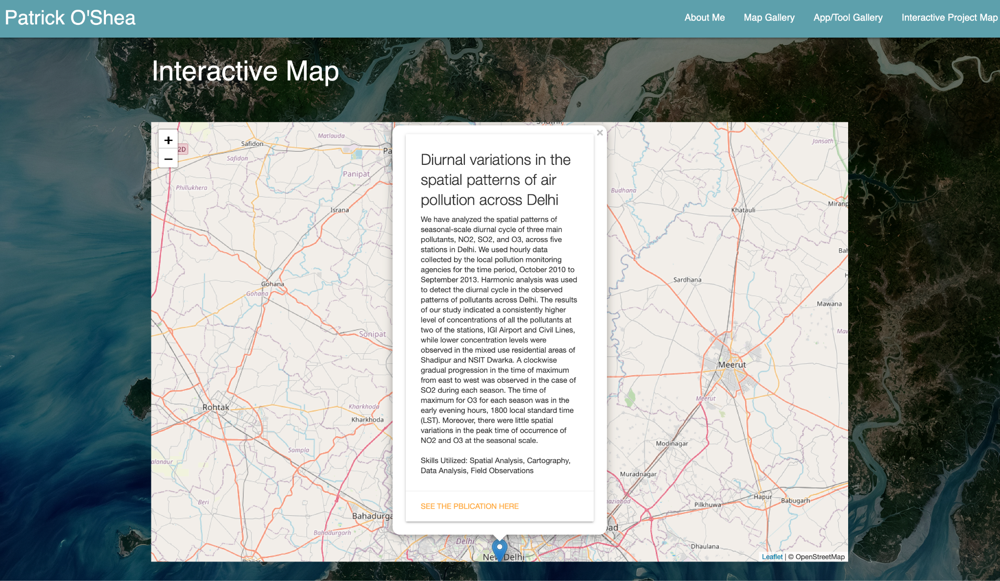 Patrick O'Shea
About Me
Map Gallery
App/Tool Gallery
Interactive Project Map
Interactive Map
+
−
2D
Safidon
Safidon
Matlauda
Panipat
Phillukhera
Israna
Gohana
Gohana
Sonipat
Rohtak
Kharkhoda
Kharkhoda
Sampla
Beri
Bahadurgarh
×
Diurnal variations in the
spatial patterns of air
pollution across Delhi
We have analyzed the spatial patterns of
seasonal-scale diurnal cycle of three main
pollutants, NO2, SO2, and O3, across five
stations in Delhi. We used hourly data
collected by the local pollution monitoring
agencies for the time period, October 2010 to
September 2013. Harmonic analysis was used
to detect the diurnal cycle in the observed
patterns of pollutants across Delhi. The results
of our study indicated a consistently higher
level of concentrations of all the pollutants at
two of the stations, IGI Airport and Civil Lines,
while lower concentration levels were
observed in the mixed use residential areas of
Shadipur and NSIT Dwarka. A clockwise
gradual progression in the time of maximum
from east to west was observed in the case of
SO2 during each season. The time of
maximum for O3 for each season was in the
early evening hours, 1800 local standard time
(LST). Moreover, there were little spatial
variations in the peak time of occurrence of
NO2 and O3 at the seasonal scale.
Skills Utilized: Spatial Analysis, Cartography,
Data Analysis, Field Observations
SEE THE PBLICATION HERE
Delhi
New Delhi
Jansath
Budhana
Khatauli
Sardhana
Mawana
Meerut
Meerut
Modinagar
Muradnagar
Hapur
Babugarh
Pilkhuwa
Dhaulana
Leaflet | © OpenStreetMap